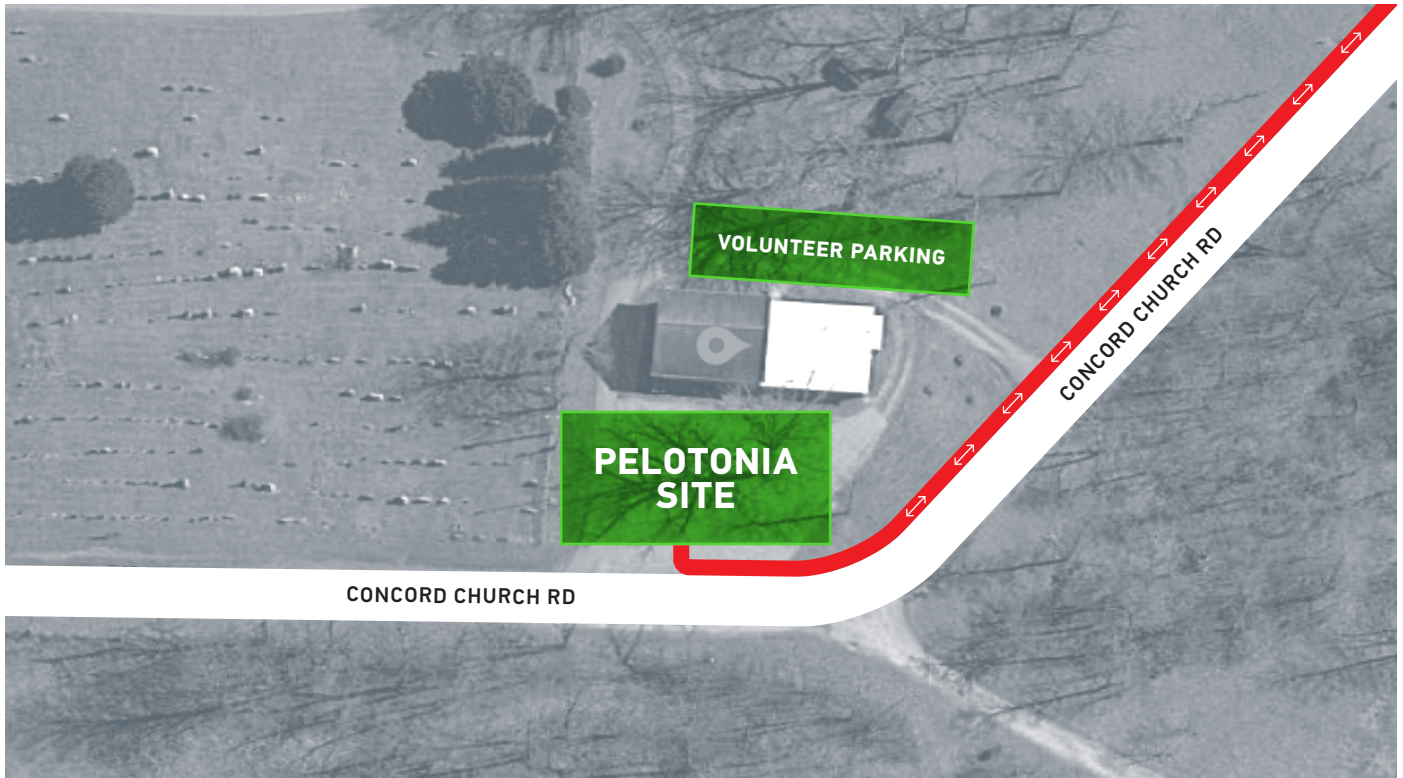 VOLUNTEER PARKING
CONCORD CHURCH RD
PELOTONIA
SITE
CONCORD CHURCH RD